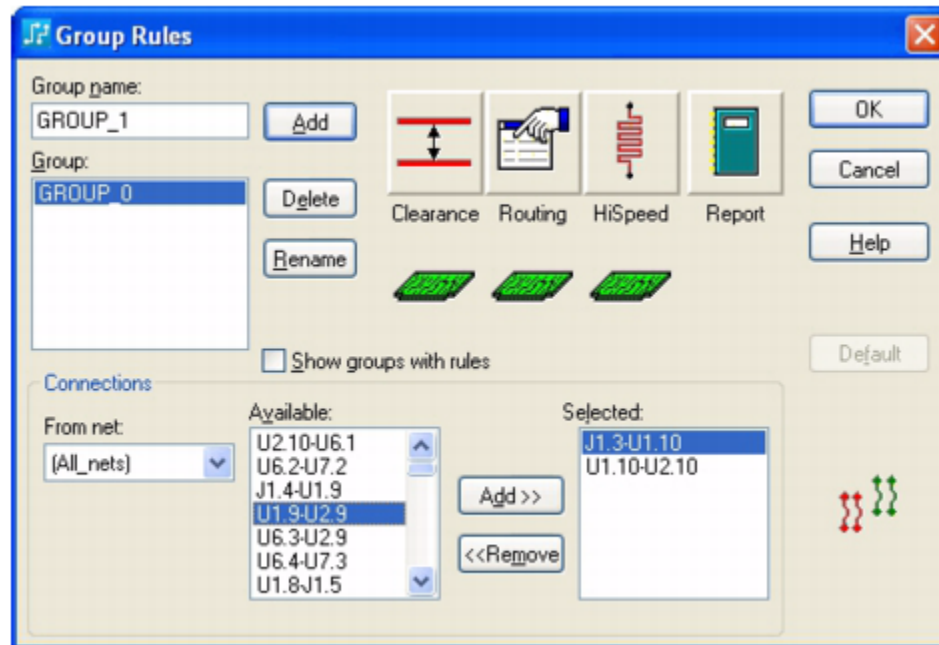 Group Rules
Group name:
GROUP_1
Add
OK
Group:
GROUP_0
Delete
Clearance Routing HiSpeed Report
Cancel
Rename
Help
Show groups with rules
Default
Connections
From net:
(All_nets)
Available:
U2.10-U6.1
U6.2-U7.2
J1.4-U1.9
U1.9-U2.9
U6.3-U2.9
U6.4-U7.3
U1.8-J1.5
Add >>
<<Remove
Selected:
J1.3-U1.10
U1.10-U2.10